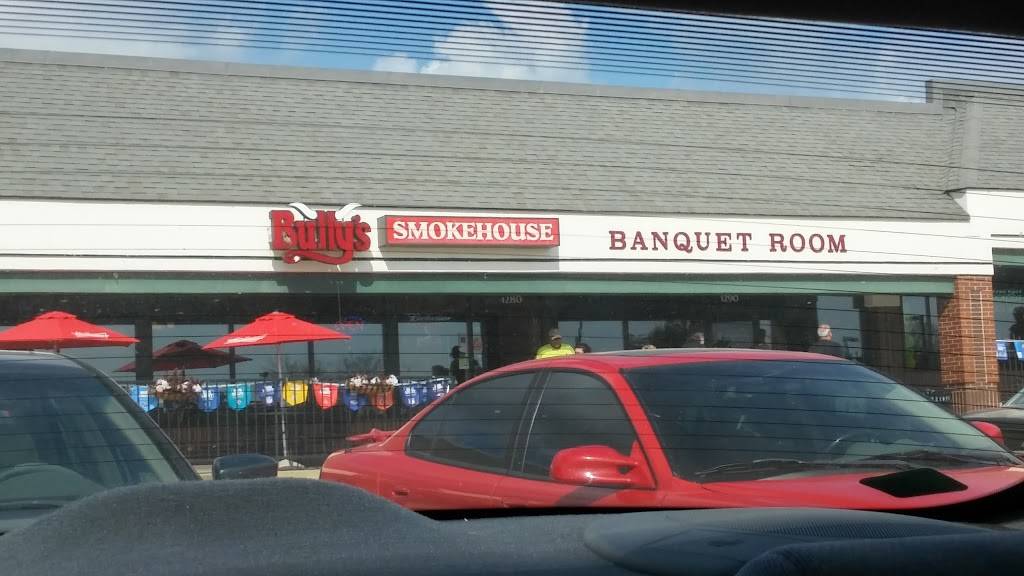 Bully's SMOKEHOUSE BANQUET ROOM
1280 1290